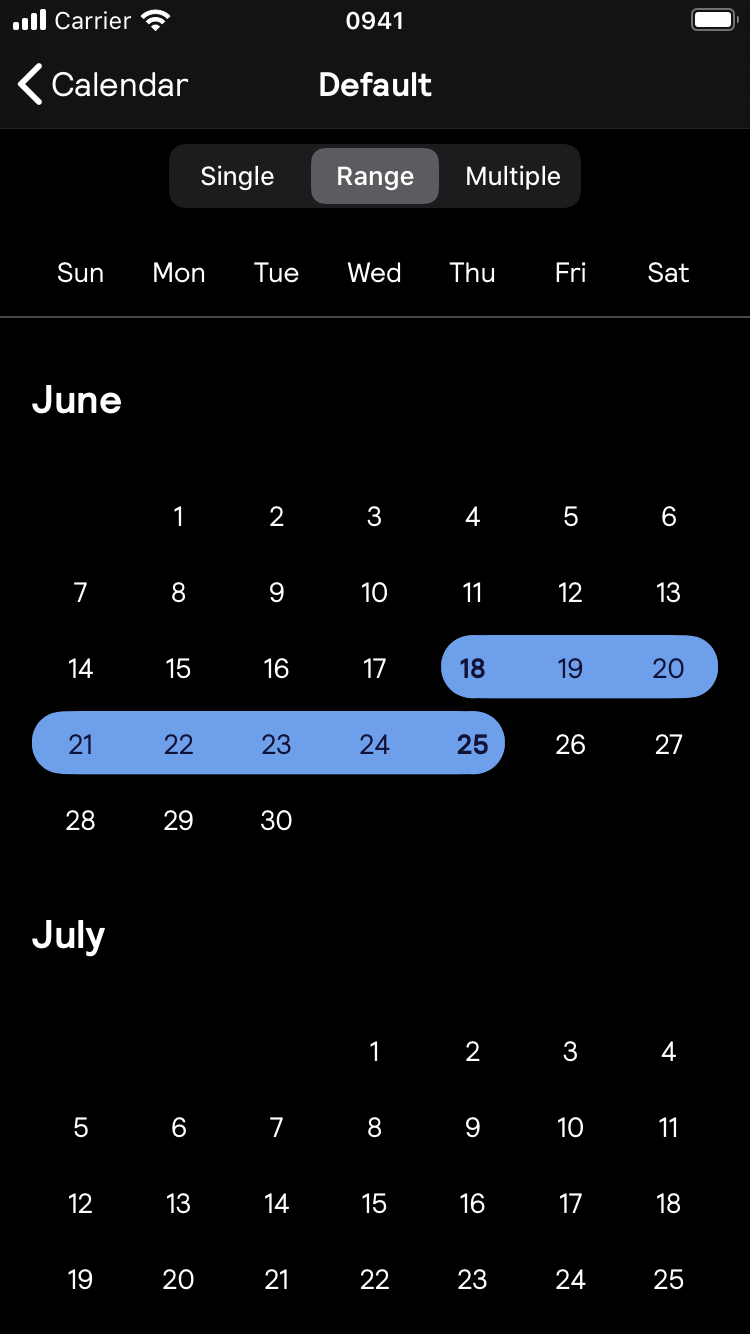 Carrier 0941
Calendar Default
Single Range Multiple
Sun Mon Tue Wed Thu Fri Sat
June
1 2 3 4 5 6
7 8 9 10 11 12 13
14 15 16 17 18 19 20
21 22 23 24 25 26 27
28 29 30
July
1 2 3 4
5 6 7 8 9 10 11
12 13 14 15 16 17 18
19 20 21 22 23 24 25